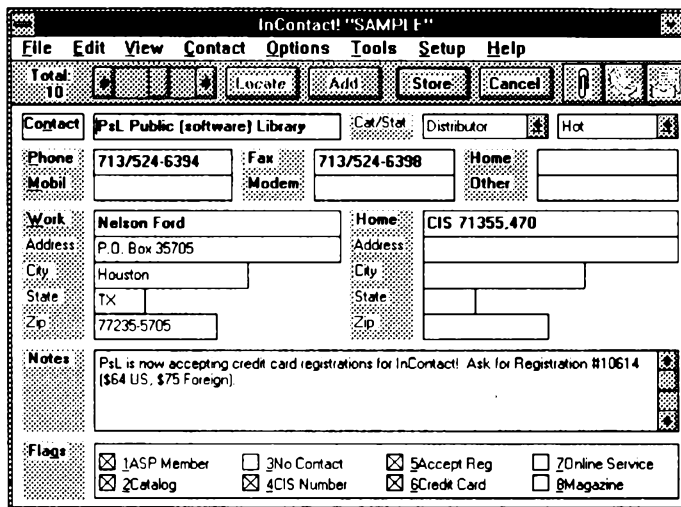 InContact! "SAMPLE"
File Edit View Contact Options Tools Setup Help
Total: 10 Locate Add Store Cancel
Contact PsL Public (software) Library Cat/Stat Distributor Hot
Phone 713/524-6394 Fax 713/524-6398 Home
Mobil Modem Other
Work Nelson Ford Home CIS 71355,470
Address P.O. Box 35705 Address
City Houston City
State TX State
Zip 77235-5705 Zip
Notes PsL is now accepting credit card registrations for InContact! Ask for Registration #10614
($64 US, $75 Foreign).
Flags 1ASP Member 3No Contact 5Accept Reg 7Online Service
2Catalog 4CIS Number 6Credit Card 8Magazine